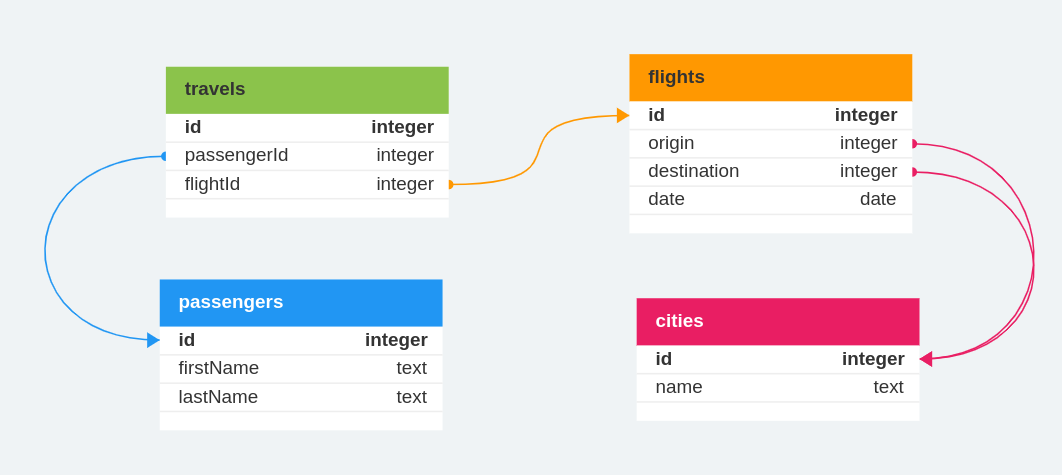 travels
id integer
passengerId integer
flightId integer
flights
id integer
origin integer
destination integer
date date
passengers
id integer
firstName text
lastName text
cities
id integer
name text